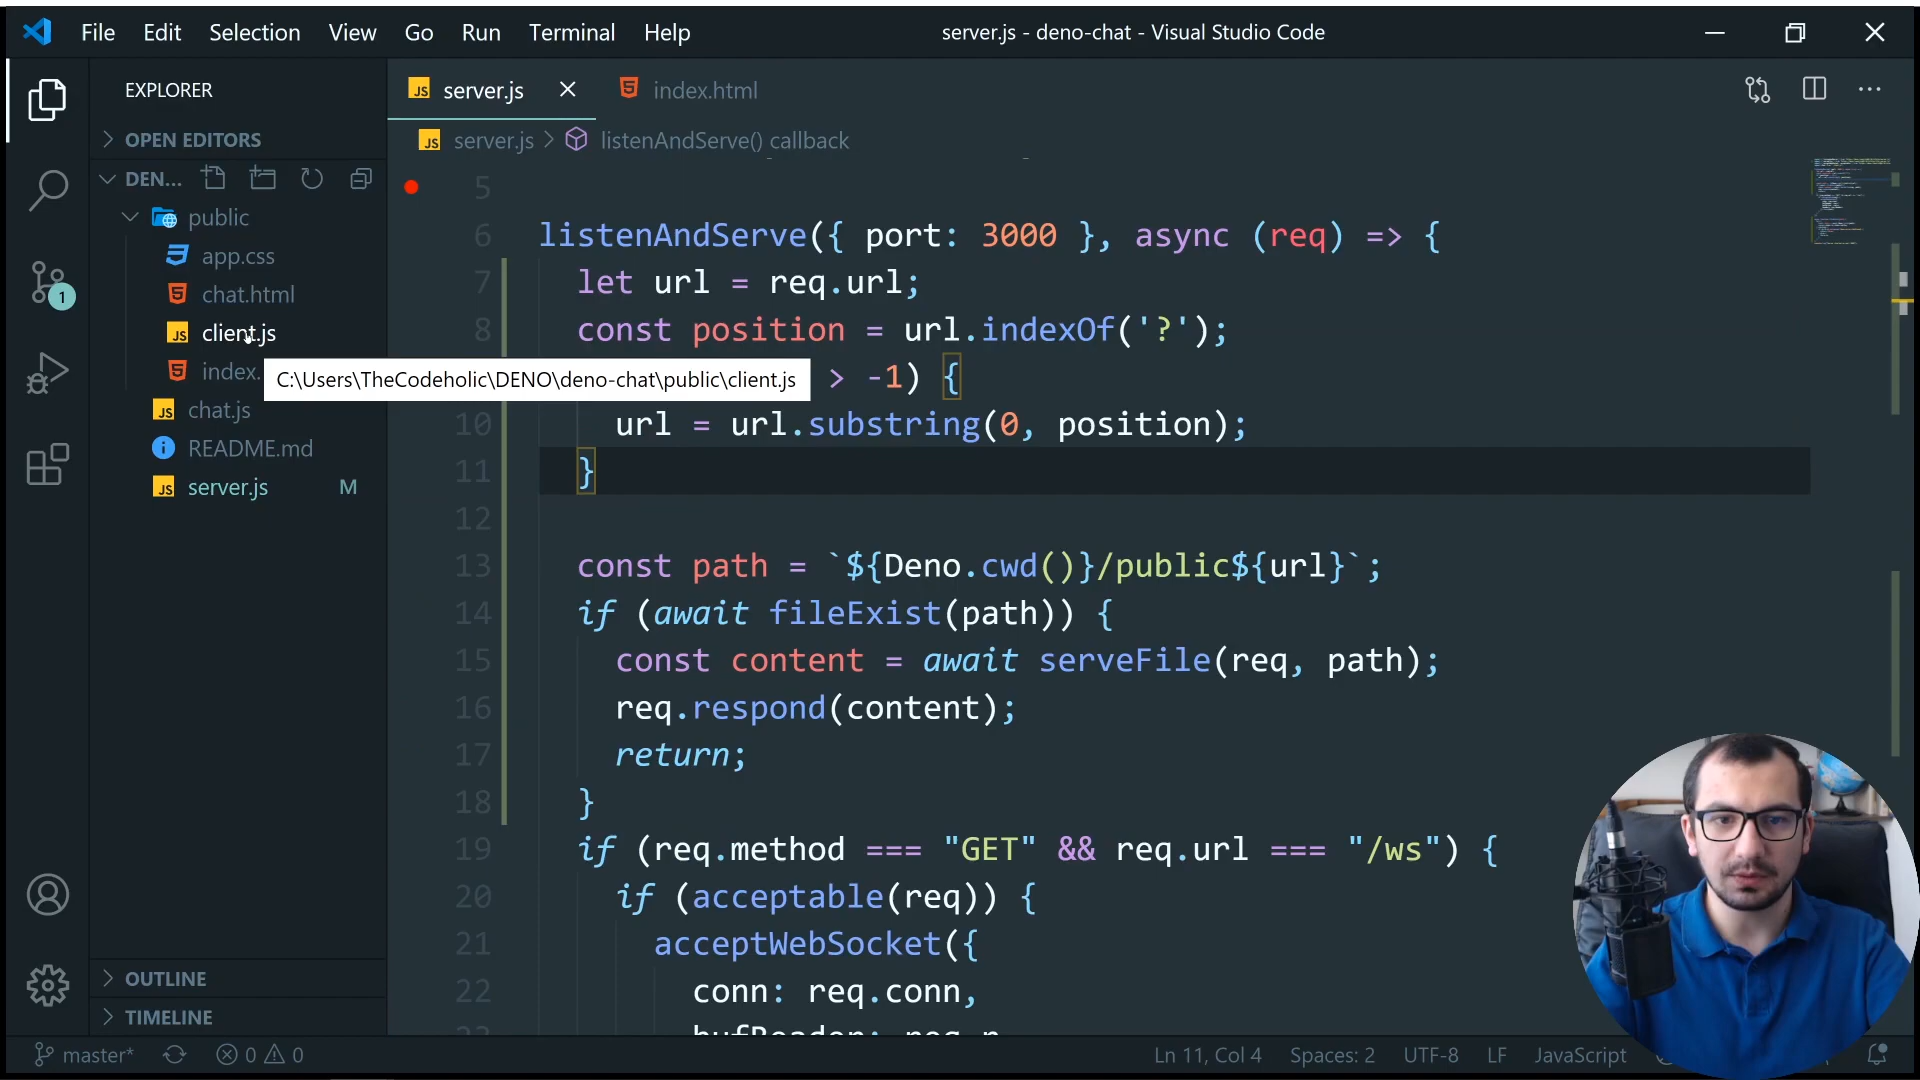 File Edit Selection View Go Run Terminal Help
server.js - deno-chat - Visual Studio Code
EXPLORER
OPEN EDITORS
DEN...
public
app.css
chat.html
client.js
index.
chat.js
README.md
server.js M
OUTLINE
TIMELINE
1
server.js
index.html
server.js > listenAndServe() callback
C:\Users\TheCodeholic\DENO\deno-chat\public\client.js
5
6 listenAndServe({ port: 3000 }, async (req) => {
7 let url = req.url;
8 const position = url.indexOf('?');
> -1) {
10 url = url.substring(0, position);
11 }
12
13 const path = `${Deno.cwd()}/public${url}`;
14 if (await fileExist(path)) {
15 const content = await serveFile(req, path);
16 req.respond(content);
17 return;
18 }
19 if (req.method === "GET" && req.url === "/ws") {
20 if (acceptable(req)) {
21 acceptWebSocket({
22 conn: req.conn,
master* 0 0
Ln 11, Col 4 Spaces: 2 UTF-8 LF JavaScript